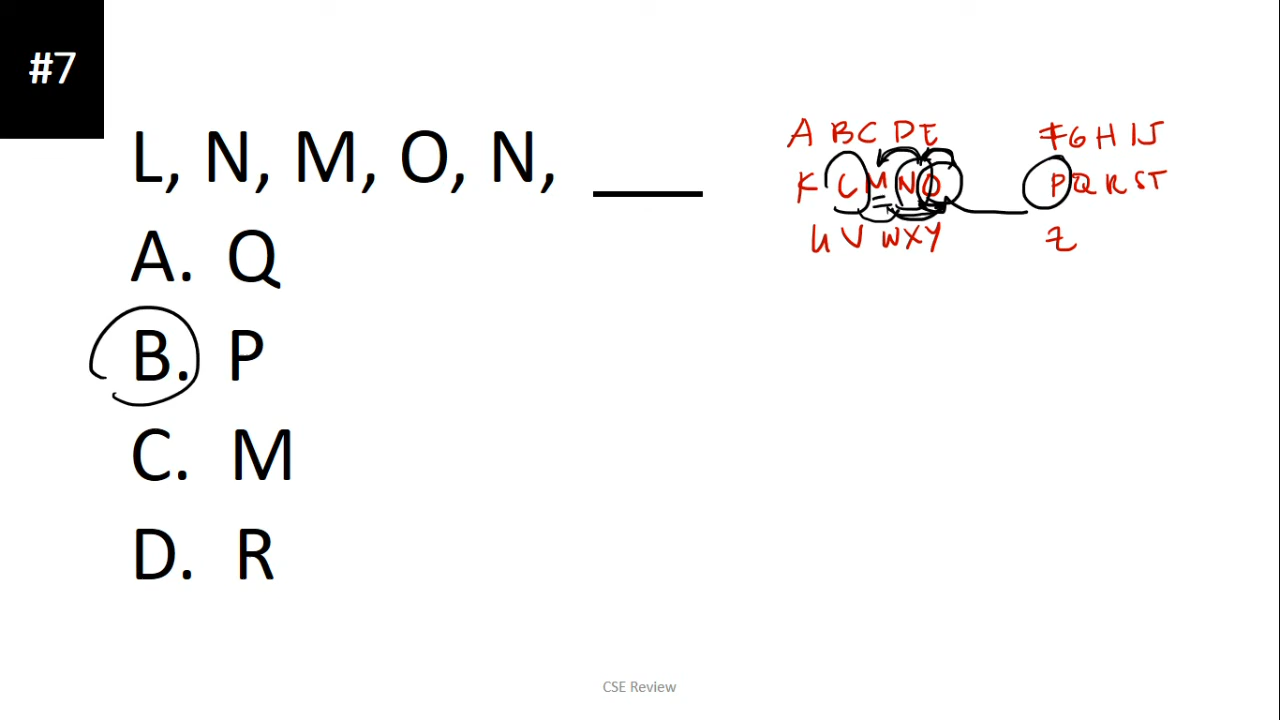 #7
L, N, M, O, N, ___
A. Q
B. P
C. M
D. R
A B C D E F G H I J
K L M N O P Q R S T
U V W X Y Z
CSE Review